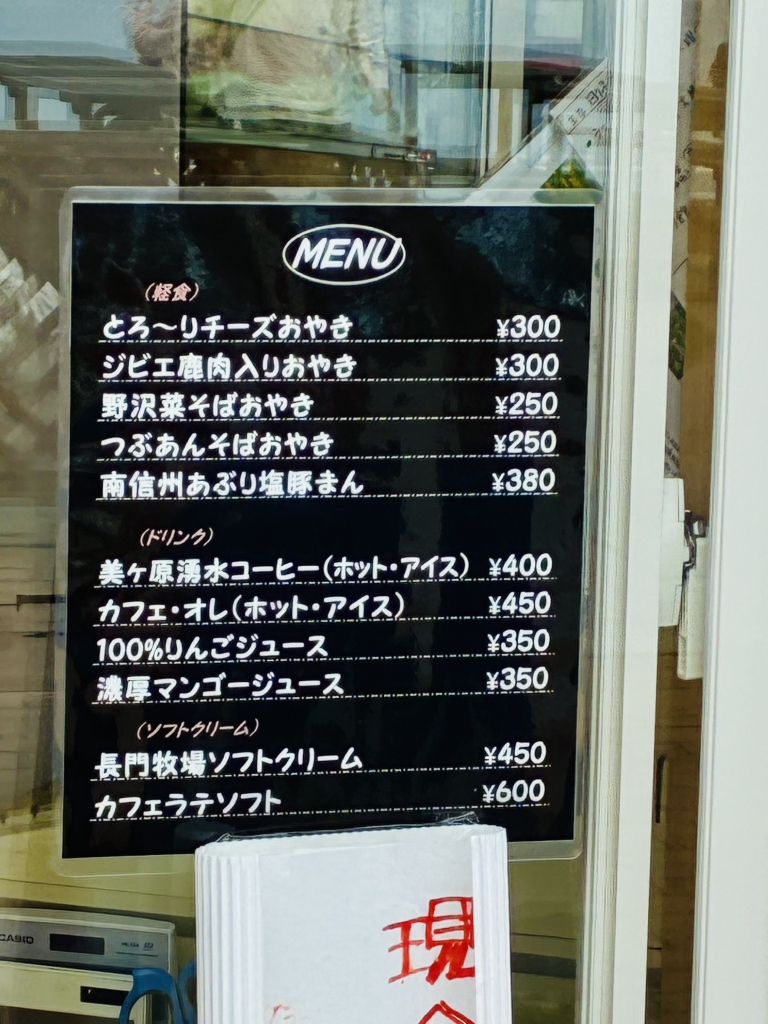 MENU
(軽食)
とろ～りチーズおやき ¥300
ジビエ鹿肉入りおやき ¥300
野沢菜そばおやき ¥250
つぶあんそばおやき ¥250
南信州あぶり塩豚まん ¥380
(ドリンク)
美ヶ原湧水コーヒー(ホット・アイス) ¥400
カフェ・オレ(ホット・アイス) ¥450
100%りんごジュース ¥350
濃厚マンゴージュース ¥350
(ソフトクリーム)
長門牧場ソフトクリーム ¥450
カフェラテソフト ¥600
CASIO
現